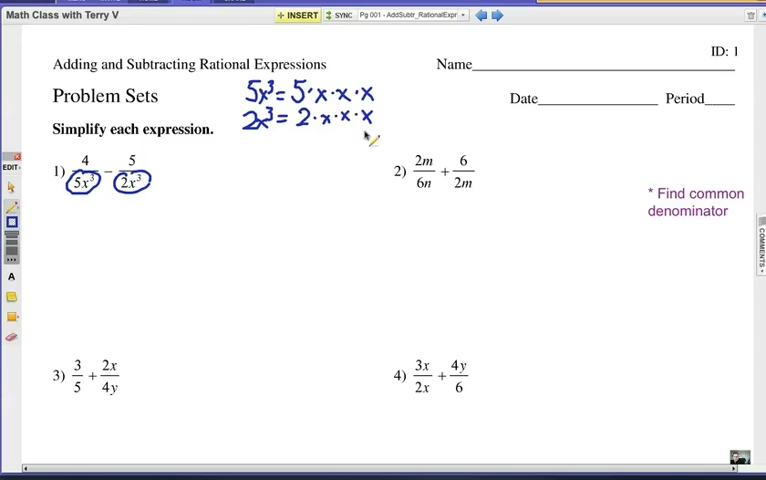 Math Class with Terry V
INSERT
SYNC
Pg 001 - AddSubtr_RationalExpr
ID: 1
Adding and Subtracting Rational Expressions
Name
Problem Sets
5x³ = 5·x·x·x
Date
Period
2x³ = 2·x·x·x
Simplify each expression.
EDIT
1) 4/5x³ − 5/2x³
2) 2m/6n + 6/2m
* Find common
denominator
A
COMMENTS
3) 3/5 + 2x/4y
4) 3x/2x + 4y/6